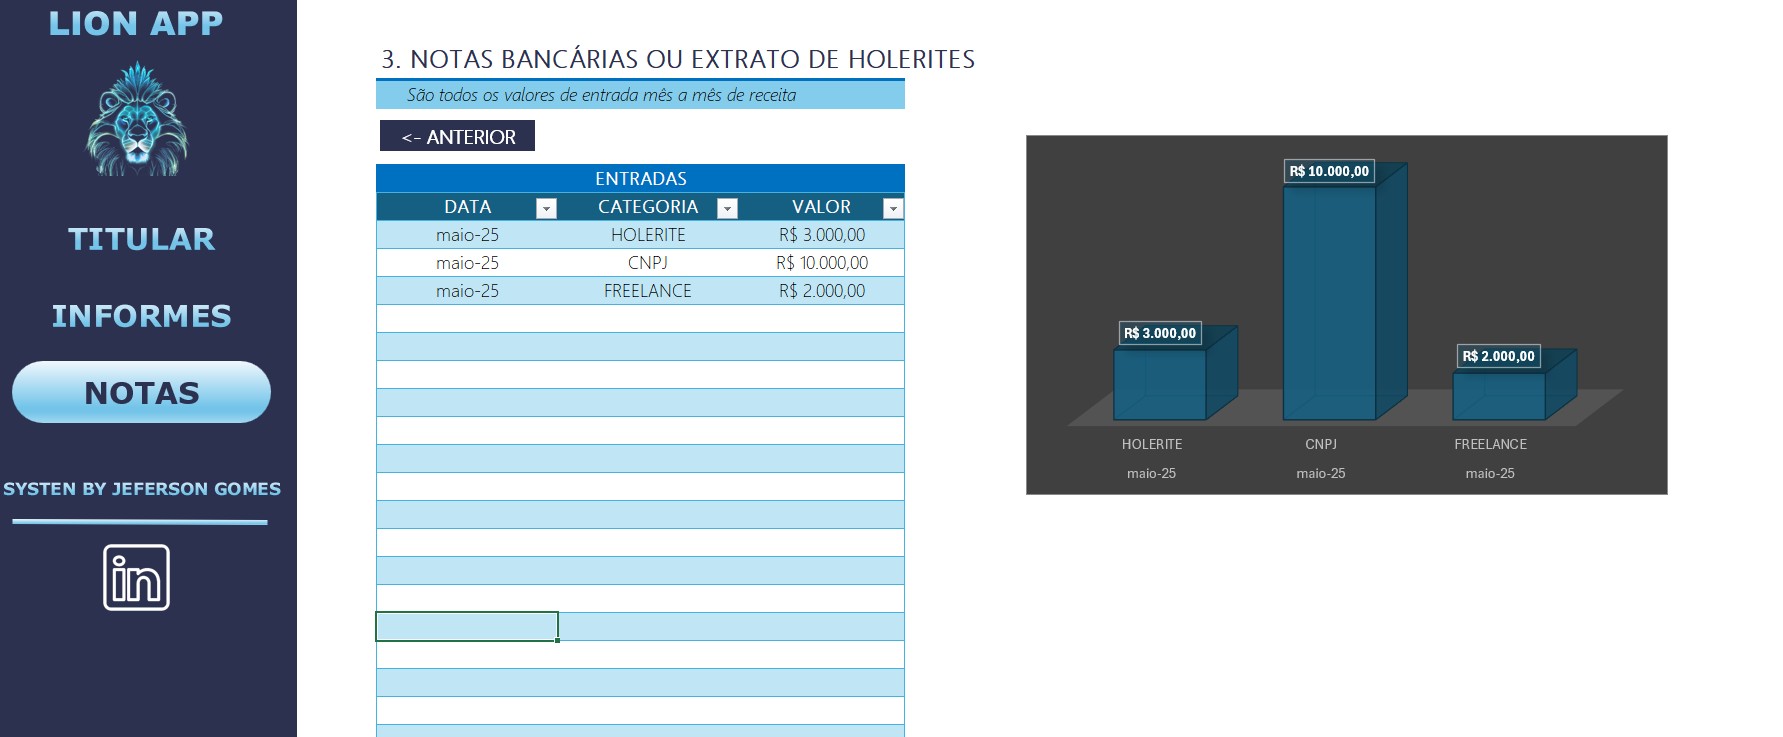 LION APP
TITULAR
INFORMES
NOTAS
SYSTEN BY JEFERSON GOMES
in
3. NOTAS BANCÁRIAS OU EXTRATO DE HOLERITES
São todos os valores de entrada mês a mês de receita
<- ANTERIOR
ENTRADAS
DATA CATEGORIA VALOR
maio-25 HOLERITE R$ 3.000,00
maio-25 CNPJ R$ 10.000,00
maio-25 FREELANCE R$ 2.000,00
R$ 10.000,00
R$ 3.000,00
R$ 2.000,00
HOLERITE CNPJ FREELANCE
maio-25 maio-25 maio-25